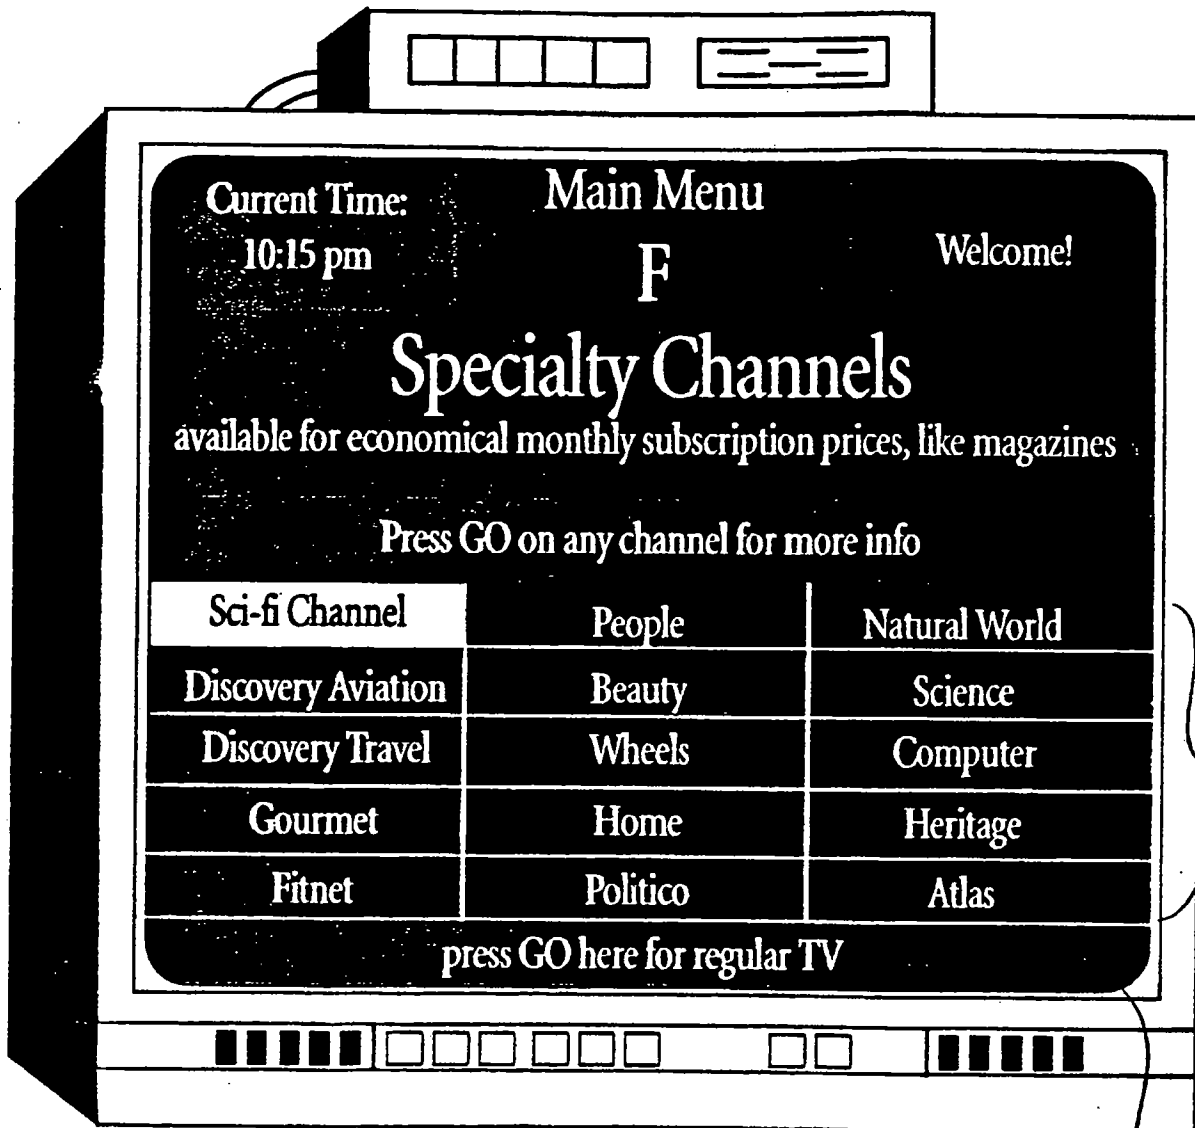 Current Time:
10:15 pm
Main Menu
F
Welcome!
Specialty Channels
available for economical monthly subscription prices, like magazines
Press GO on any channel for more info
Sci-fi Channel People Natural World
Discovery Aviation Beauty Science
Discovery Travel Wheels Computer
Gourmet Home Heritage
Fitnet Politico Atlas
press GO here for regular TV